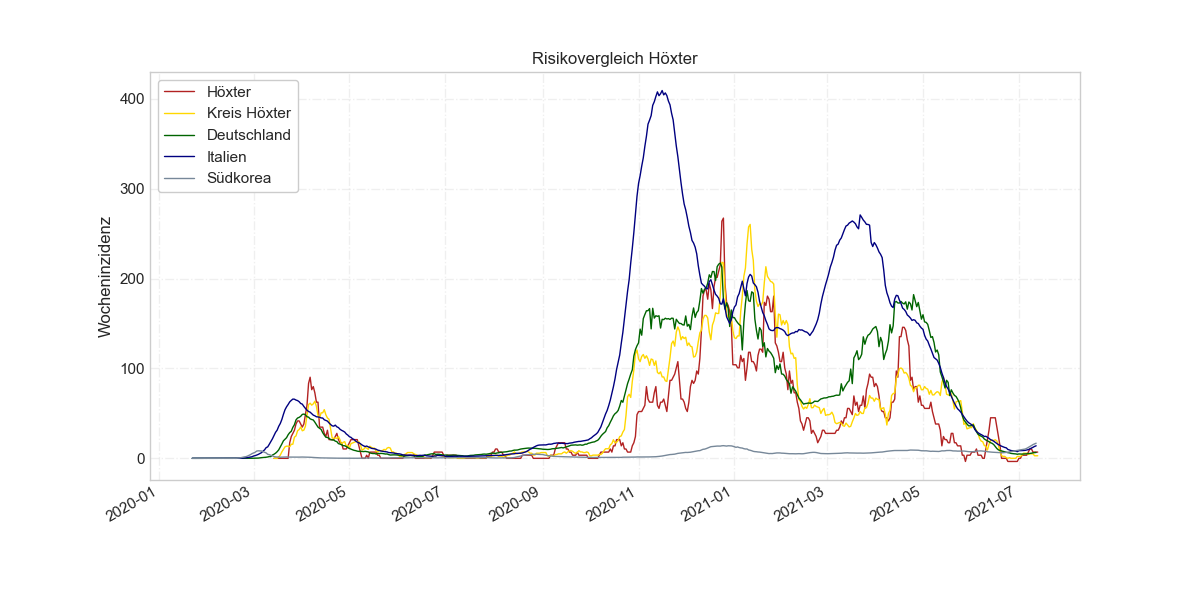 Risikovergleich Höxter
Höxter
Kreis Höxter
Deutschland
Italien
Südkorea
Wocheninzidenz
400
300
200
100
0
2020-01
2020-03
2020-05
2020-07
2020-09
2020-11
2021-01
2021-03
2021-05
2021-07